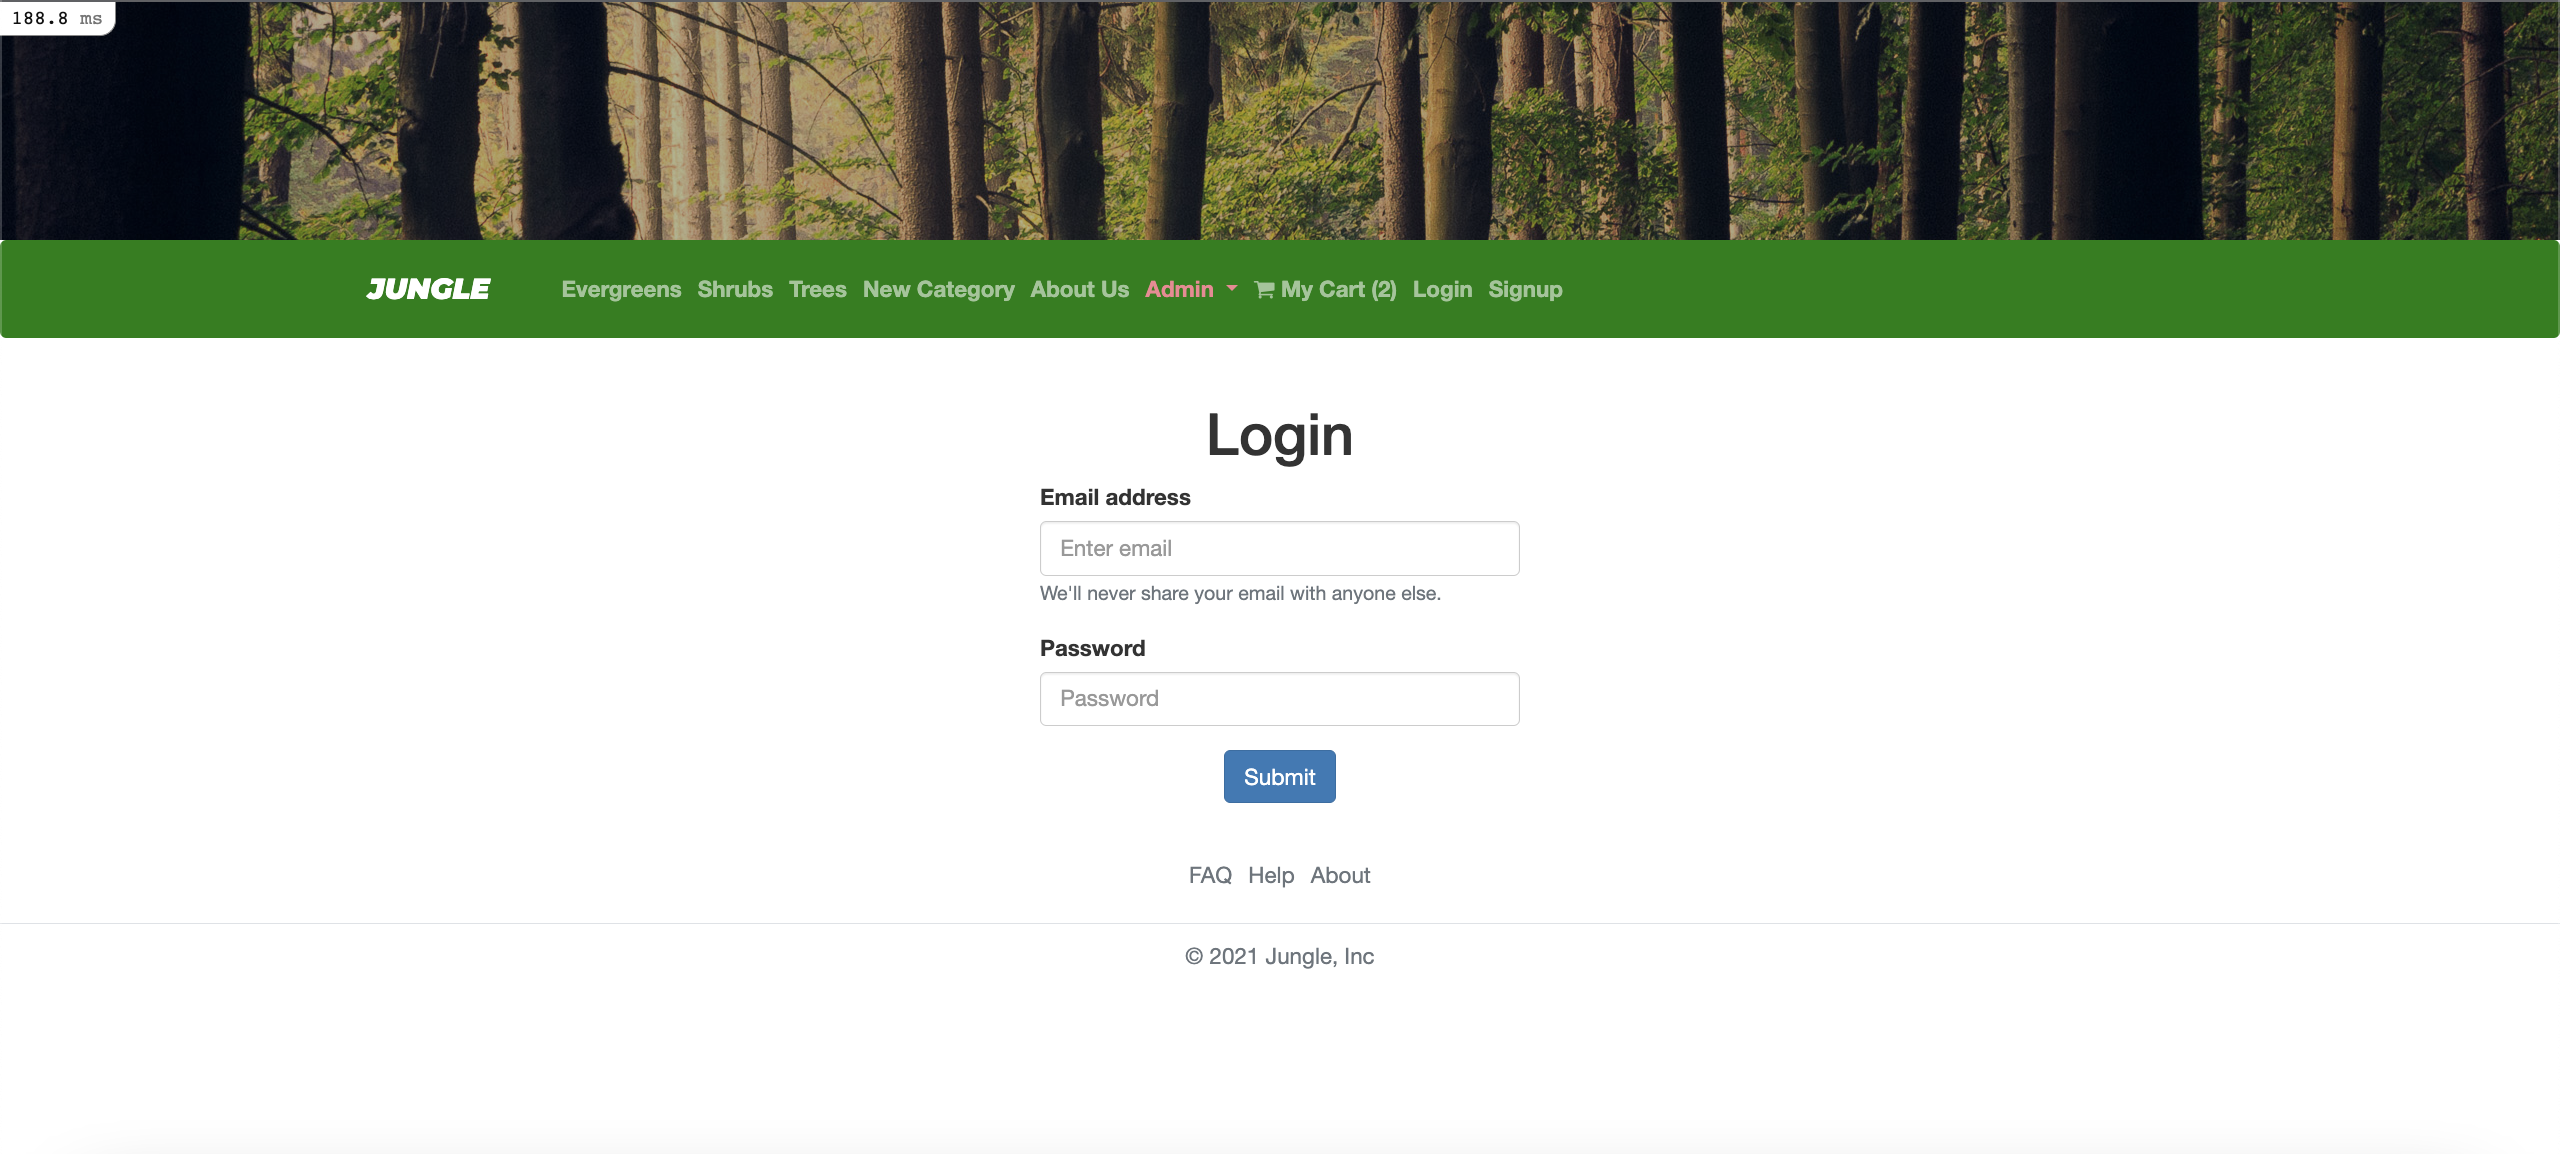 188.8 ms
JUNGLE Evergreens Shrubs Trees New Category About Us Admin My Cart (2) Login Signup
Login
Email address
Enter email
We'll never share your email with anyone else.
Password
Password
Submit
FAQ Help About
© 2021 Jungle, Inc